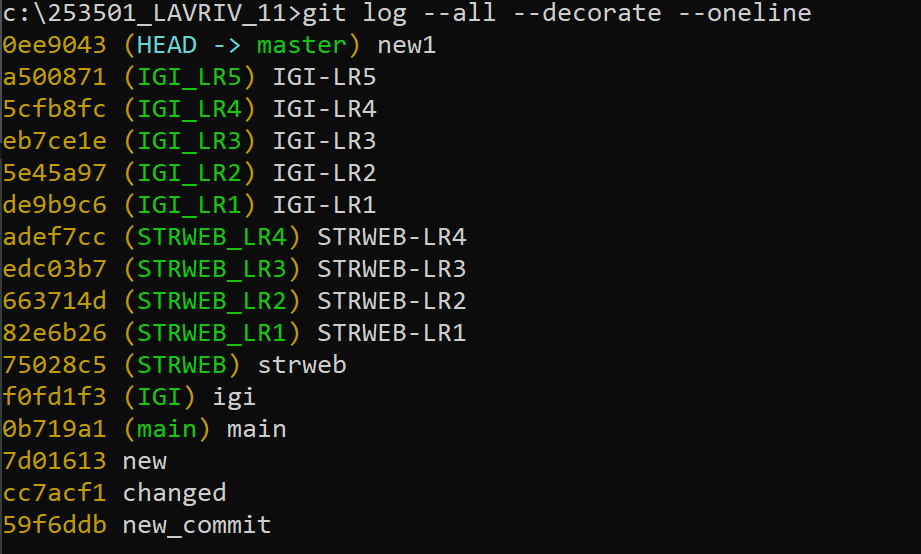 c:\253501_LAVRIV_11>git log --all --decorate --oneline
0ee9043 (HEAD -> master) new1
a500871 (IGI_LR5) IGI-LR5
5cfb8fc (IGI_LR4) IGI-LR4
eb7ce1e (IGI_LR3) IGI-LR3
5e45a97 (IGI_LR2) IGI-LR2
de9b9c6 (IGI_LR1) IGI-LR1
adef7cc (STRWEB_LR4) STRWEB-LR4
edc03b7 (STRWEB_LR3) STRWEB-LR3
663714d (STRWEB_LR2) STRWEB-LR2
82e6b26 (STRWEB_LR1) STRWEB-LR1
75028c5 (STRWEB) strweb
f0fd1f3 (IGI) igi
0b719a1 (main) main
7d01613 new
cc7acf1 changed
59f6ddb new_commit